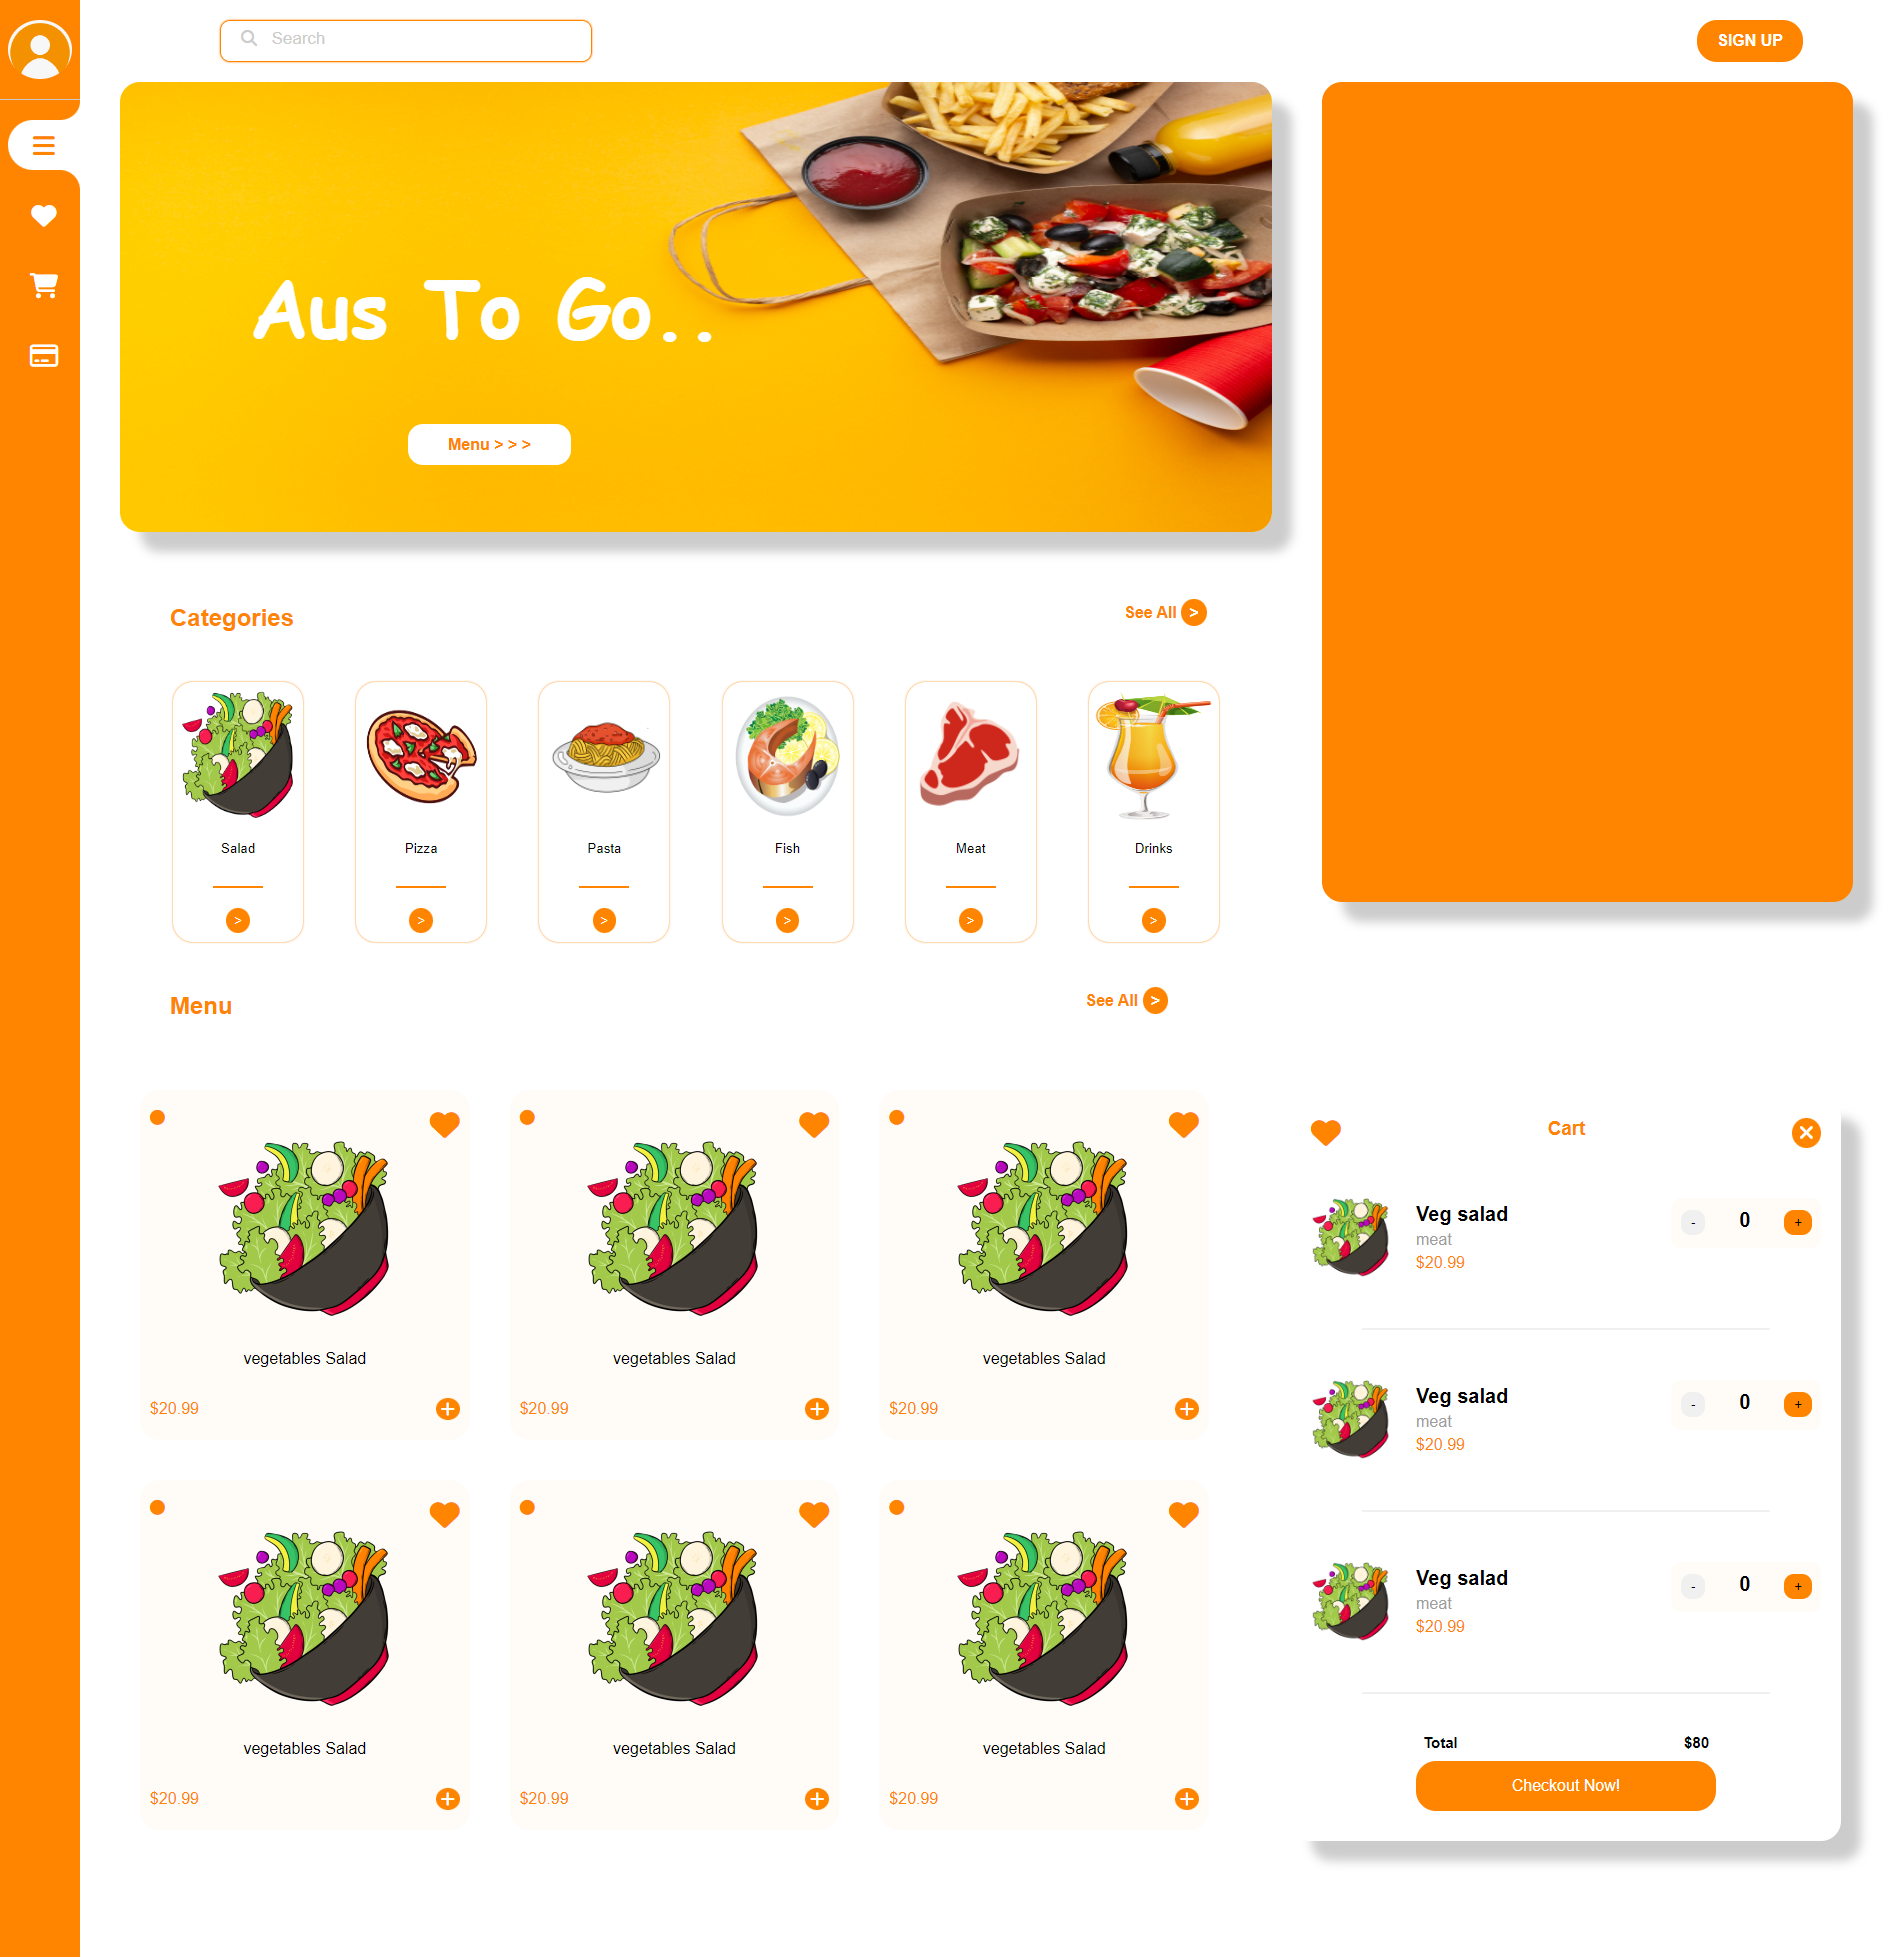 Search
SIGN UP
Aus To Go..
Menu > > >
Categories
See All >
Salad
Pizza
Pasta
Fish
Meat
Drinks
>
>
>
>
>
>
Menu
See All >
vegetables Salad
$20.99
vegetables Salad
$20.99
vegetables Salad
$20.99
vegetables Salad
$20.99
vegetables Salad
$20.99
vegetables Salad
$20.99
Cart
Veg salad
meat
$20.99
- 0 +
Veg salad
meat
$20.99
- 0 +
Veg salad
meat
$20.99
- 0 +
Total $80
Checkout Now!